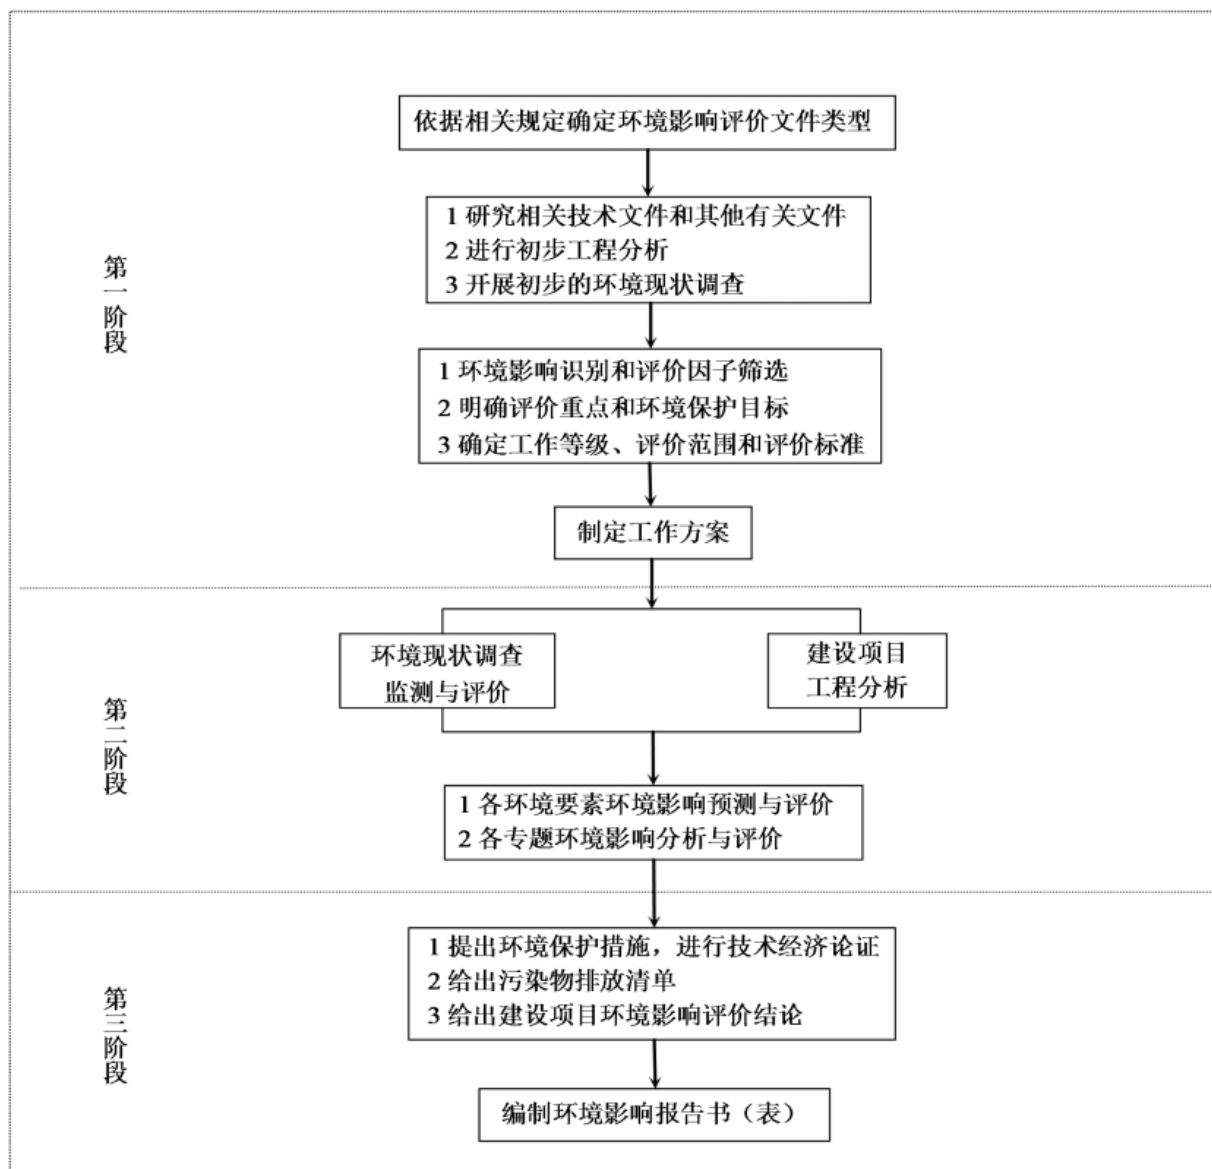 依据相关规定确定环境影响评价文件类型
1 研究相关技术文件和其他有关文件
2 进行初步工程分析
3 开展初步的环境现状调查
第一阶段
1 环境影响识别和评价因子筛选
2 明确评价重点和环境保护目标
3 确定工作等级、评价范围和评价标准
制定工作方案
环境现状调查
监测与评价
建设项目
工程分析
第二阶段
1 各环境要素环境影响预测与评价
2 各专题环境影响分析与评价
1 提出环境保护措施，进行技术经济论证
2 给出污染物排放清单
3 给出建设项目环境影响评价结论
第三阶段
编制环境影响报告书（表）